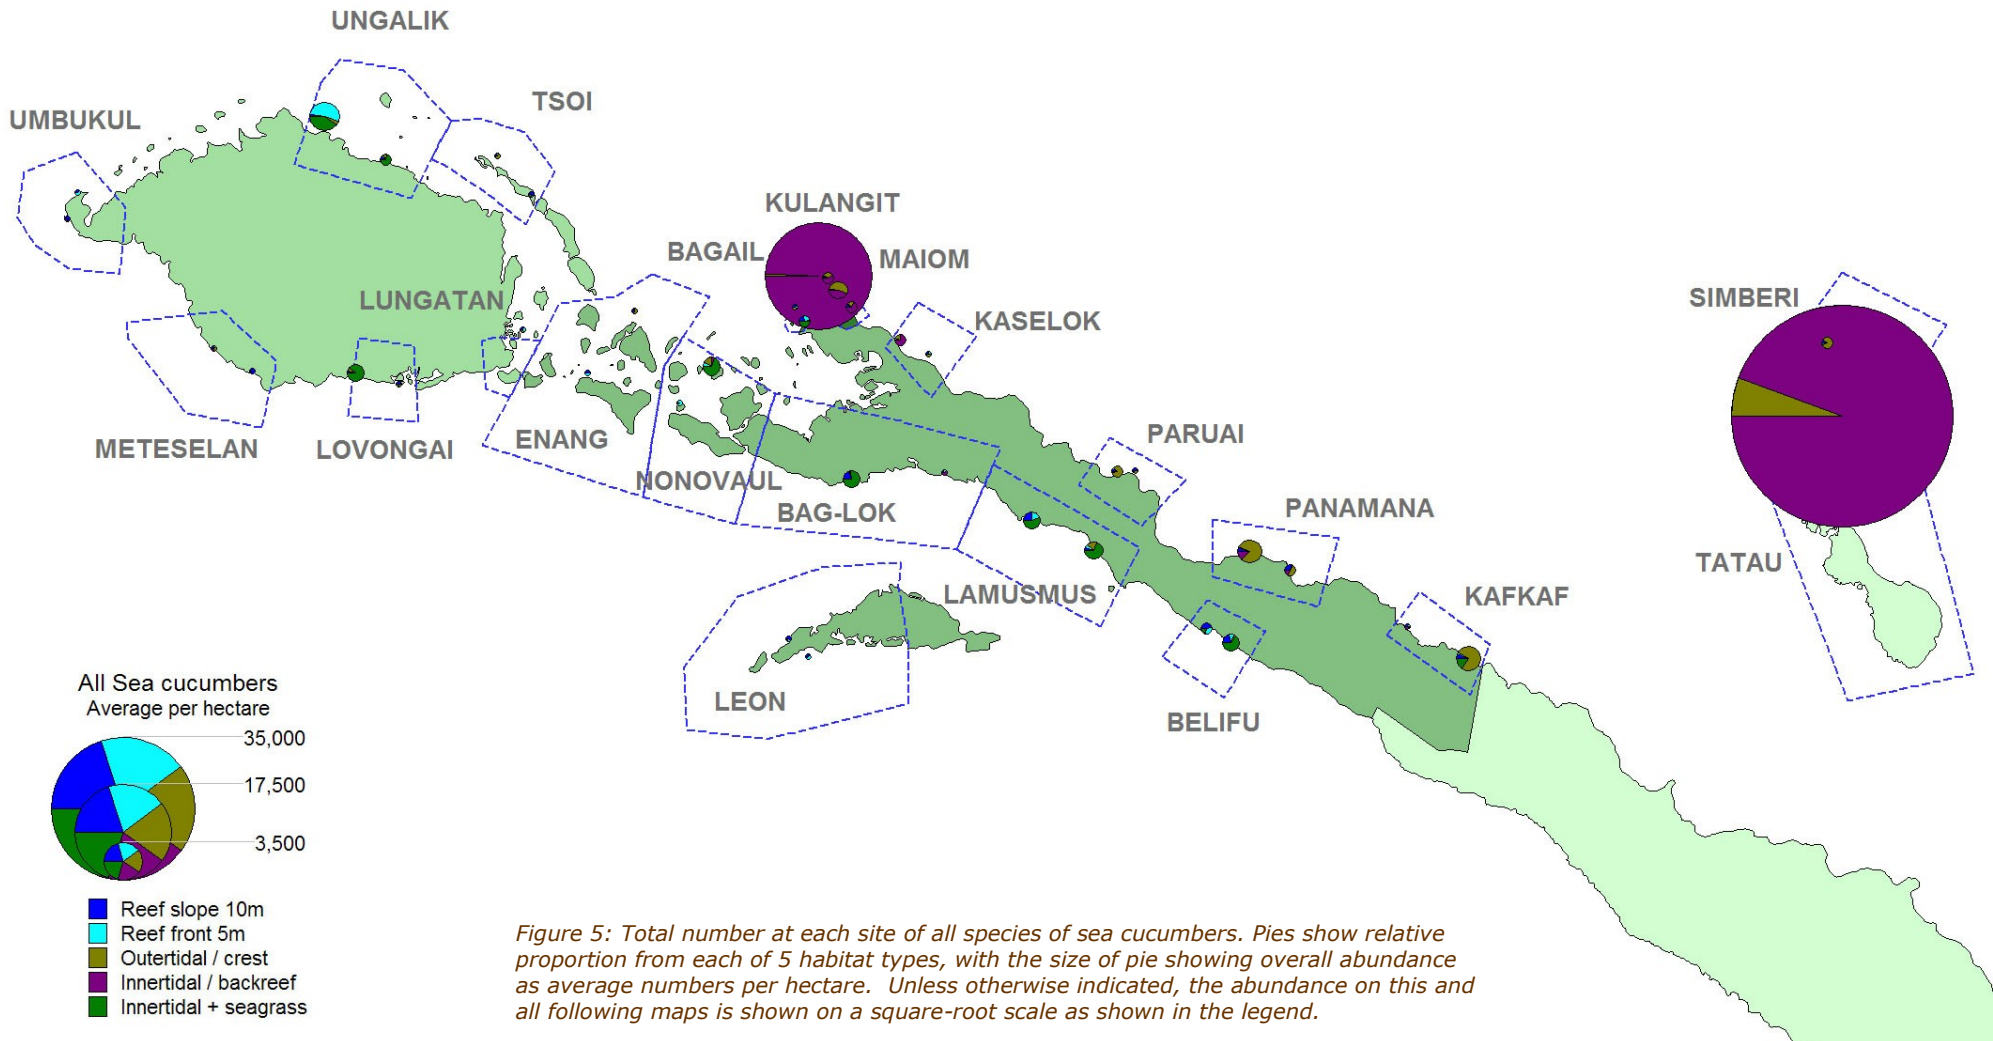 UNGALIK
TSOI
UMBUKUL
KULANGIT
BAGAIL
MAIOM
LUNGATAN
SIMBERI
KASELOK
METESELAN
LOVONGAI
ENANG
PARUAI
NONOVAUL
BAG-LOK
PANAMANA
TATAU
LAMUSMUS
KAFKAF
LEON
BELIFU
All Sea cucumbers
Average per hectare
35,000
17,500
3,500
Reef slope 10m
Reef front 5m
Outertidal / crest
Innertidal / backreef
Innertidal + seagrass
Figure 5: Total number at each site of all species of sea cucumbers. Pies show relative
proportion from each of 5 habitat types, with the size of pie showing overall abundance
as average numbers per hectare.  Unless otherwise indicated, the abundance on this and
all following maps is shown on a square-root scale as shown in the legend.